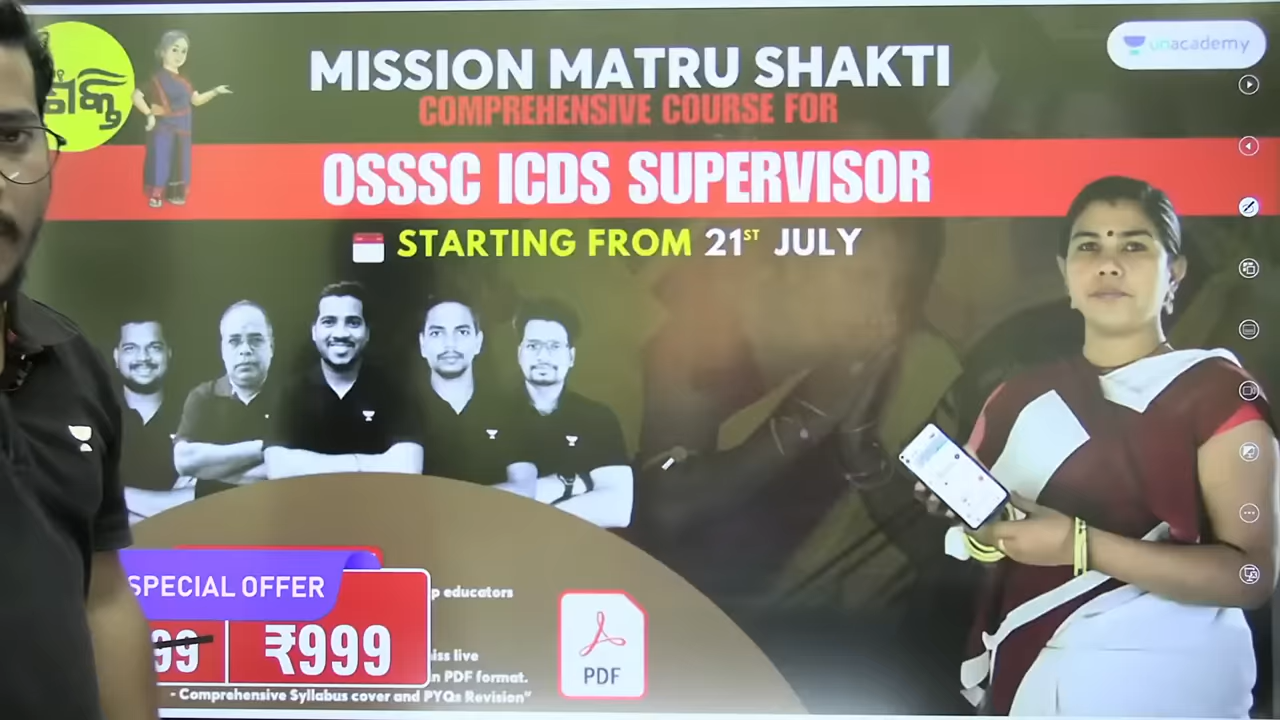 MISSION MATRU SHAKTI
unacademy
COMPREHENSIVE COURSE FOR
OSSSC ICDS SUPERVISOR
STARTING FROM 21ST JULY
SPECIAL OFFER
educators
99
₹999
live
PDF format.
- Comprehensive Syllabus cover and PYQs Revision"
PDF